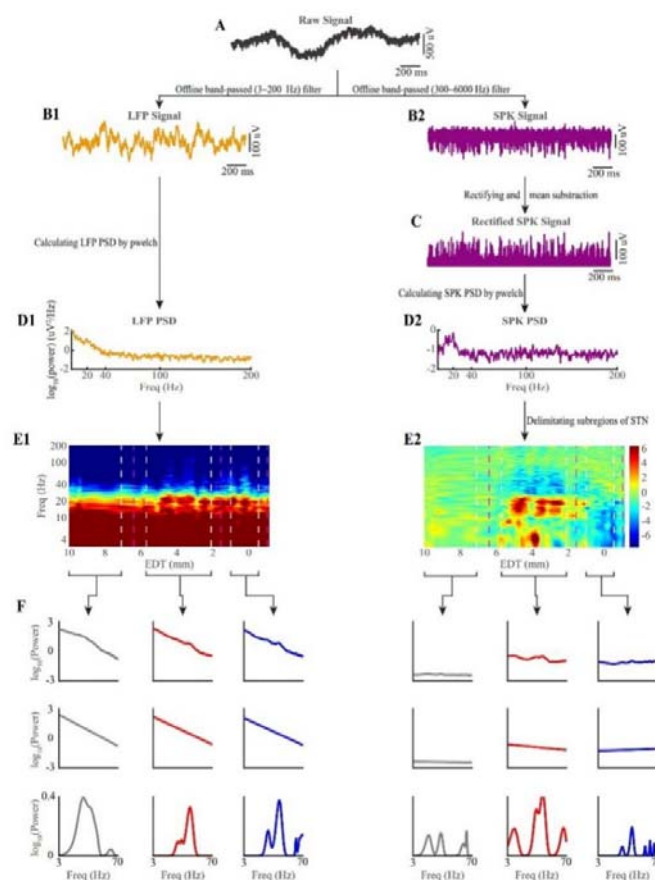 A
Raw Signal
500 uV
200 ms
Offline band-passed (3~200 Hz) filter
Offline band-passed (300~6000 Hz) filter
B1
LFP Signal
100 uV
200 ms
B2
SPK Signal
100 uV
200 ms
Rectifying and mean substraction
C
Rectified SPK Signal
100 uV
200 ms
Calculating LFP PSD by pwelch
Calculating SPK PSD by pwelch
D1
LFP PSD
log10(power) (uV²/Hz)
2
0
-2
20 40 100 200
Freq (Hz)
D2
SPK PSD
0
-1
-2
20 40 100 200
Freq (Hz)
Delimitating subregions of STN
E1
Freq (Hz)
200
100
40
20
10
4
10 8 6 4 2 0
EDT (mm)
E2
10 8 6 4 2 0
EDT (mm)
6
4
2
0
-2
-4
-6
F
log10(Power)
3
0
-3
log10(Power)
3
0
-3
log10(Power)
0.4
0
3 70 3 70 3 70
Freq (Hz) Freq (Hz) Freq (Hz)
3 70 3 70 3 70
Freq (Hz) Freq (Hz) Freq (Hz)